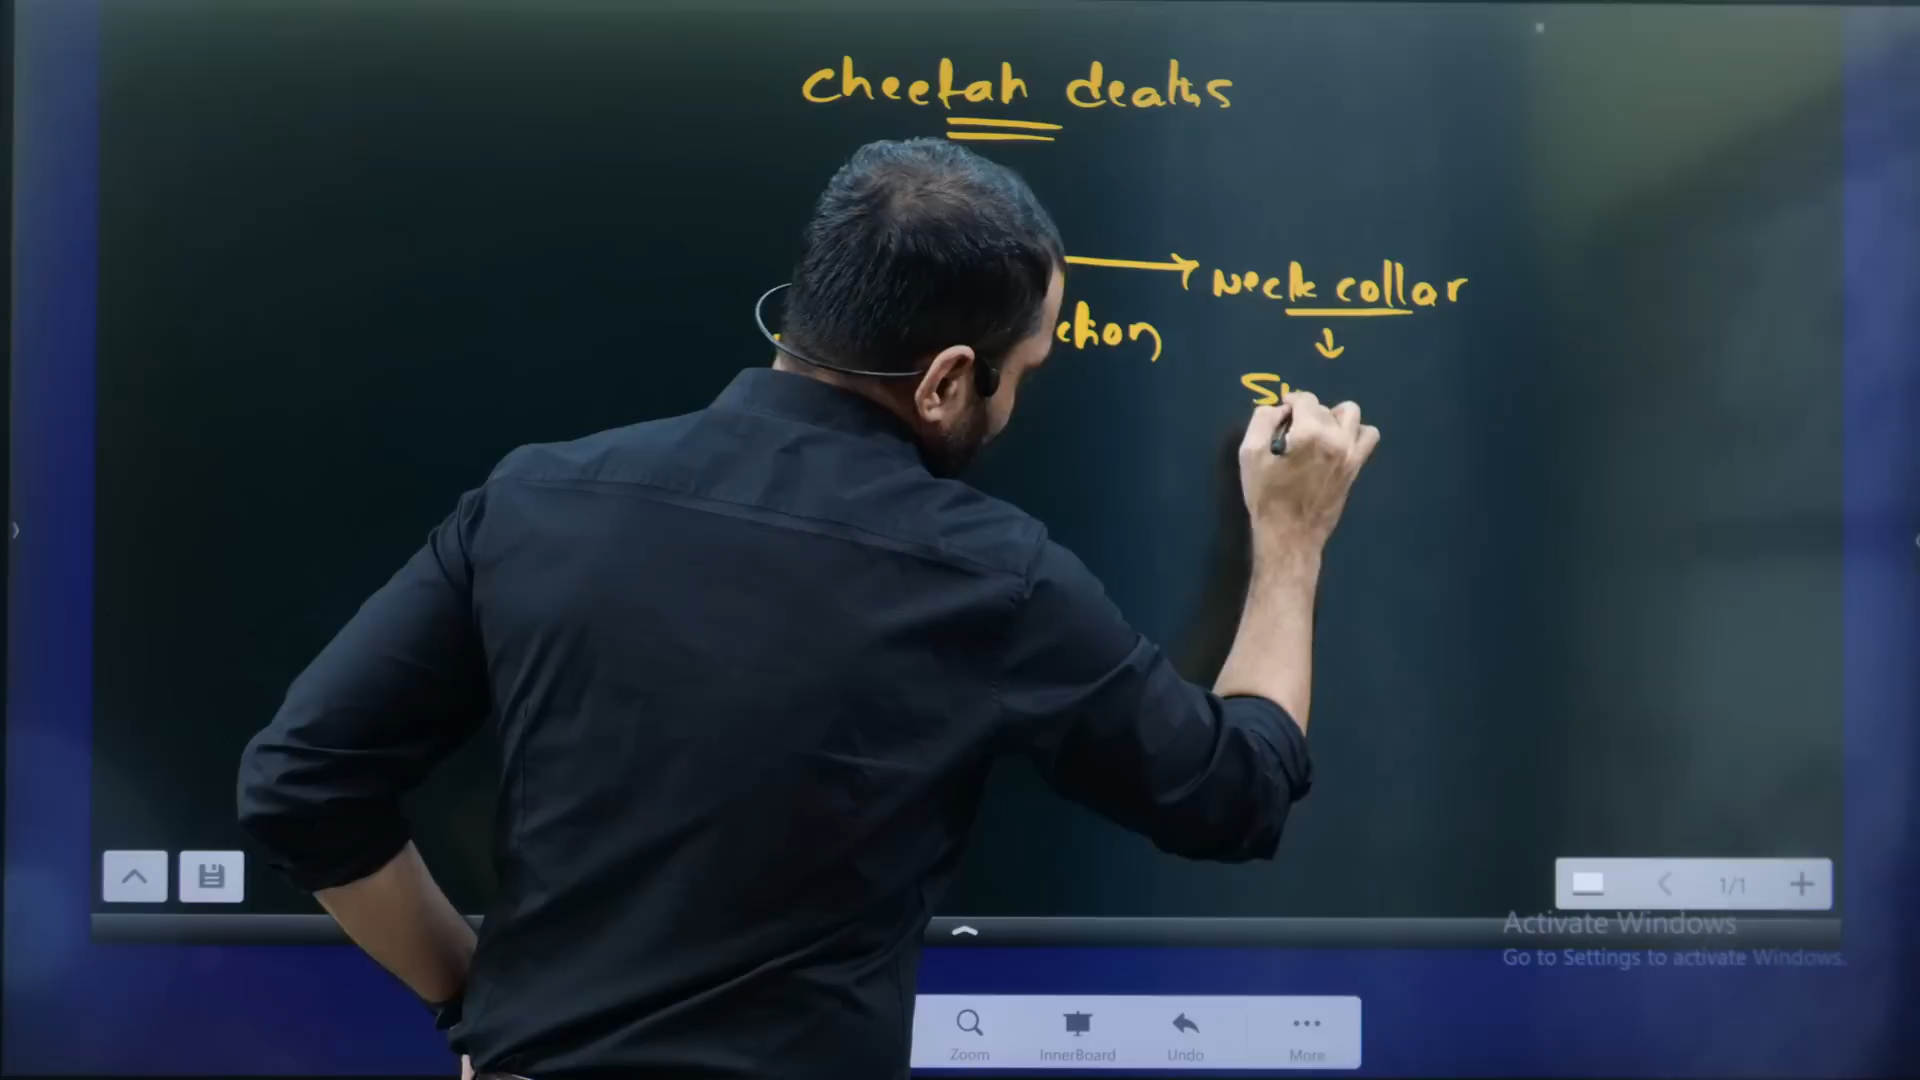 cheetah deaths
Neck collar
ction
↓
1/1
Activate Windows
Go to Settings to activate Windows.
Zoom
InnerBoard
Undo
More